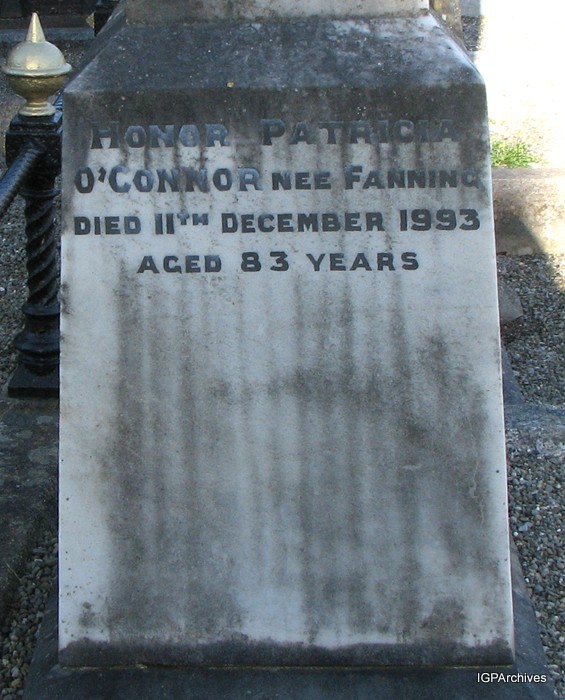 HONOR PATRICIA
O'CONNOR NEE FANNING
DIED 11TH DECEMBER 1993
AGED 83 YEARS
IGPArchives